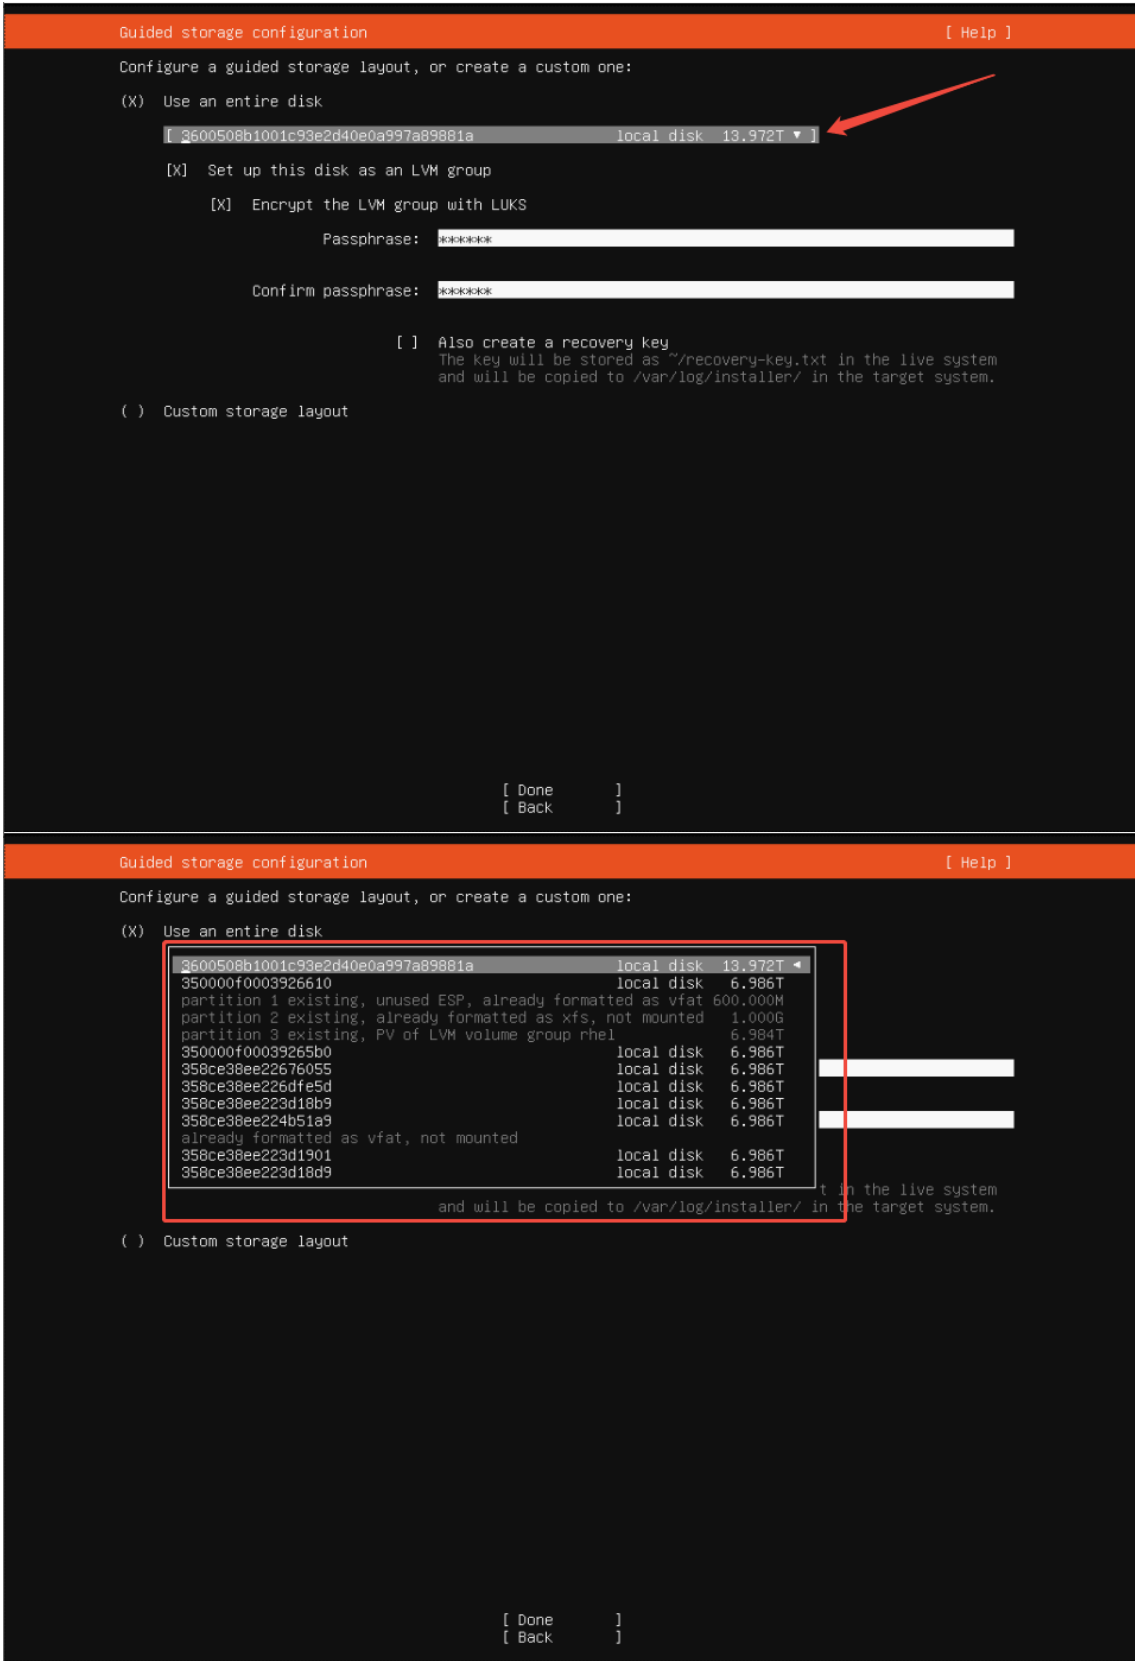 Guided storage configuration [ Help ]
Configure a guided storage layout, or create a custom one:
(X) Use an entire disk
[ 3600508b1001c93e2d40e0a997a89881a local disk 13.972T ▼ ]
[X] Set up this disk as an LVM group
[X] Encrypt the LVM group with LUKS
Passphrase: ******
Confirm passphrase: ******
[ ] Also create a recovery key
The key will be stored as ~/recovery-key.txt in the live system
and will be copied to /var/log/installer/ in the target system.
( ) Custom storage layout
[ Done ]
[ Back ]
Guided storage configuration [ Help ]
Configure a guided storage layout, or create a custom one:
(X) Use an entire disk
3600508b1001c93e2d40e0a997a89881a local disk 13.972T ◄
350000f0003926610 local disk 6.986T
partition 1 existing, unused ESP, already formatted as vfat 600.000M
partition 2 existing, already formatted as xfs, not mounted 1.000G
partition 3 existing, PV of LVM volume group rhel 6.984T
350000f00039265b0 local disk 6.986T
358ce38ee22676055 local disk 6.986T
358ce38ee226dfe5d local disk 6.986T
358ce38ee223d18b9 local disk 6.986T
358ce38ee224b51a9 local disk 6.986T
already formatted as vfat, not mounted
358ce38ee223d1901 local disk 6.986T
358ce38ee223d18d9 local disk 6.986T
t in the live system
and will be copied to /var/log/installer/ in the target system.
( ) Custom storage layout
[ Done ]
[ Back ]